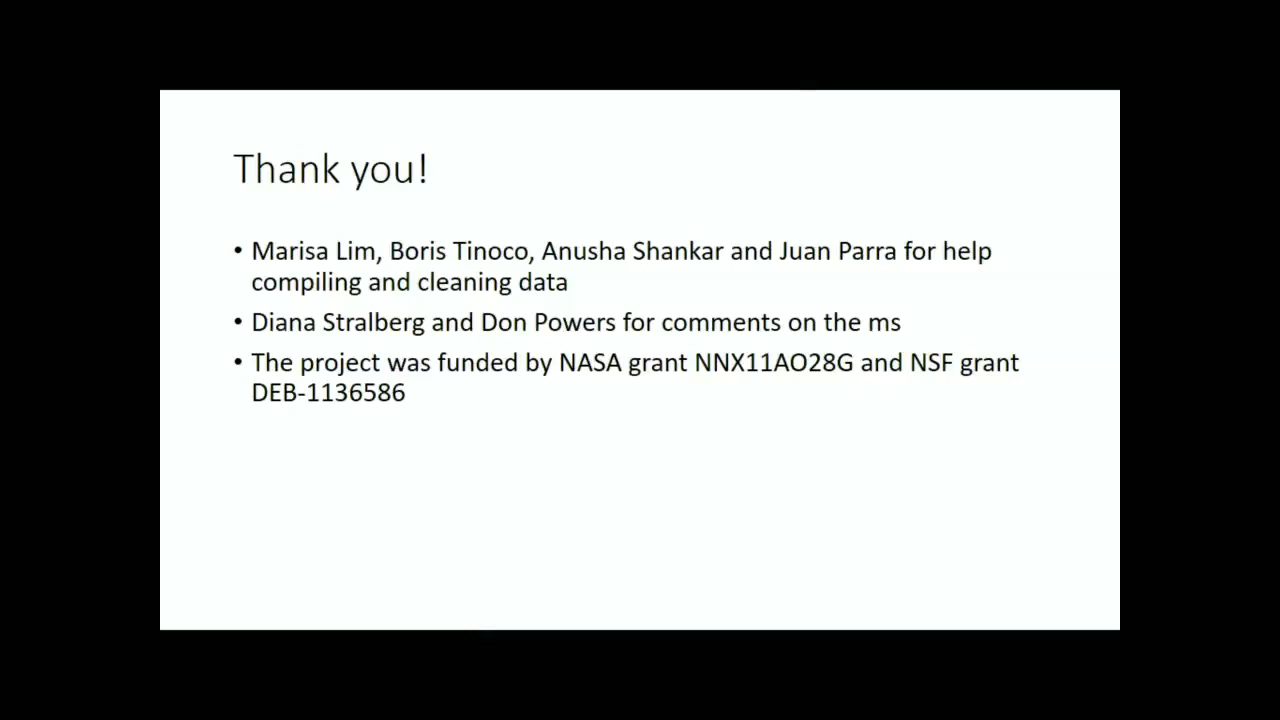 Thank you!
• Marisa Lim, Boris Tinoco, Anusha Shankar and Juan Parra for help
compiling and cleaning data
• Diana Stralberg and Don Powers for comments on the ms
• The project was funded by NASA grant NNX11AO28G and NSF grant
DEB-1136586